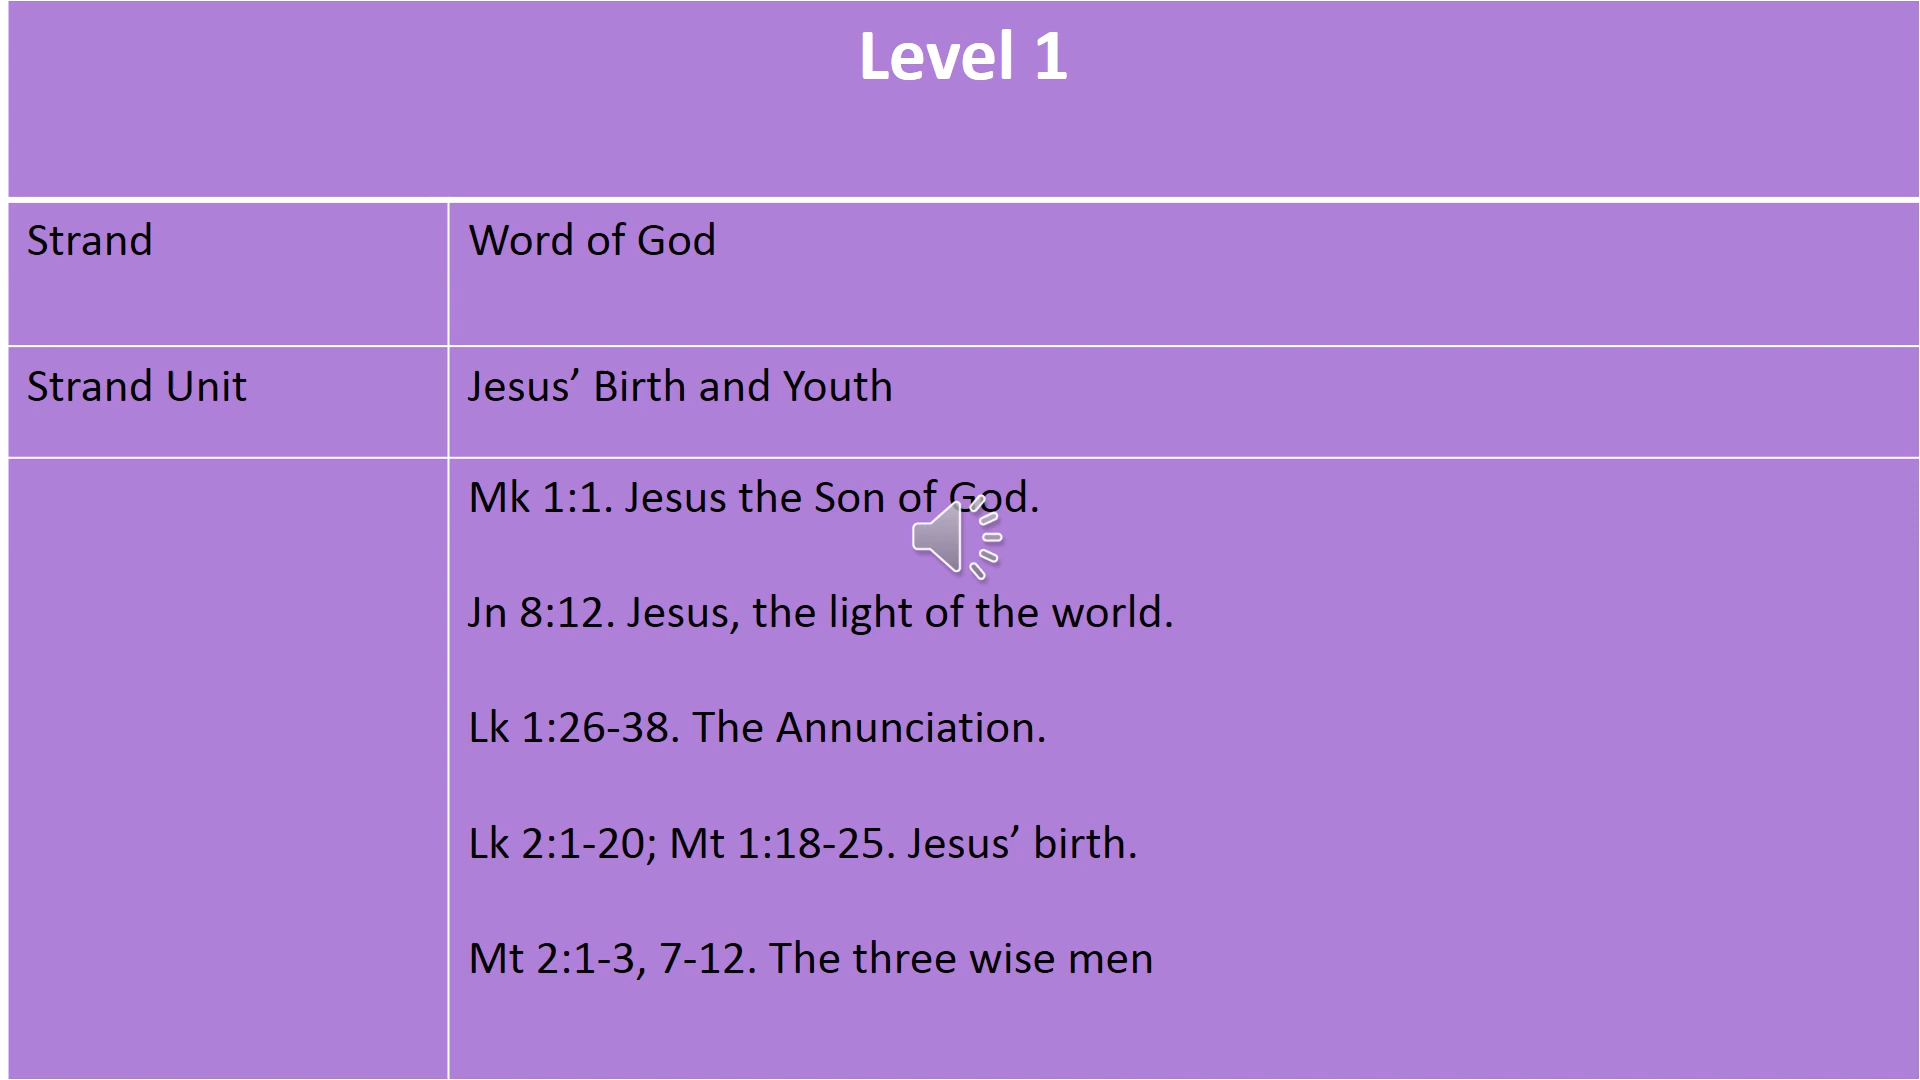 Level 1
Strand
Word of God
Strand Unit
Jesus’ Birth and Youth
Mk 1:1. Jesus the Son of God.
Jn 8:12. Jesus, the light of the world.
Lk 1:26-38. The Annunciation.
Lk 2:1-20; Mt 1:18-25. Jesus’ birth.
Mt 2:1-3, 7-12. The three wise men